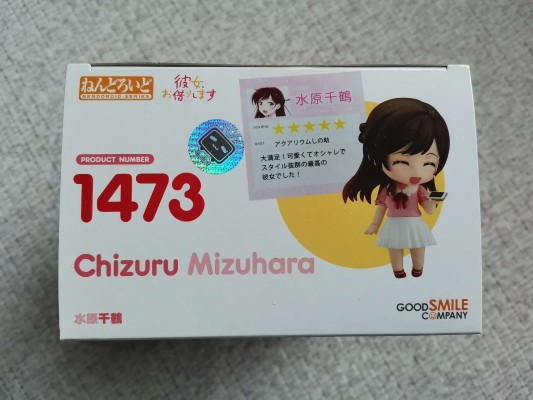 ねんどろいど
NENDOROID-SERIES
彼女、
お借りします
水原千鶴
★★★★★
アクアリウムしの助
大満足！可愛くてオシャレで
スタイル抜群の最高の
彼女でした！
PRODUCT NUMBER
1473
Chizuru Mizuhara
水原千鶴
GOODSMILE
COMPANY